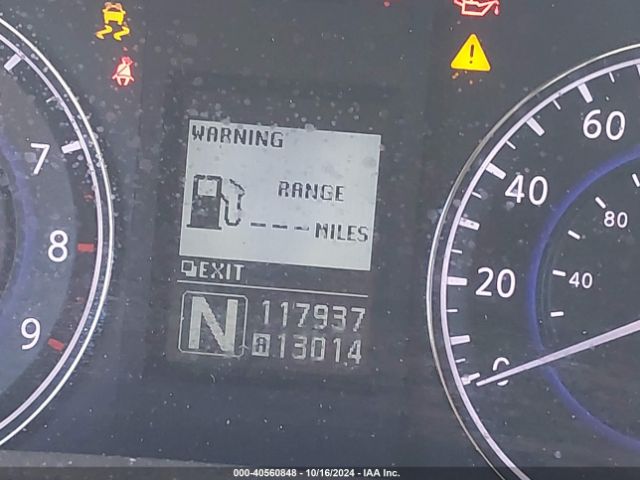 WARNING
RANGE
--- MILES
EXIT
N
117937
A 13014
7
8
9
60
40
20
0
80
40
000-40560848 - 10/16/2024 - IAA Inc.